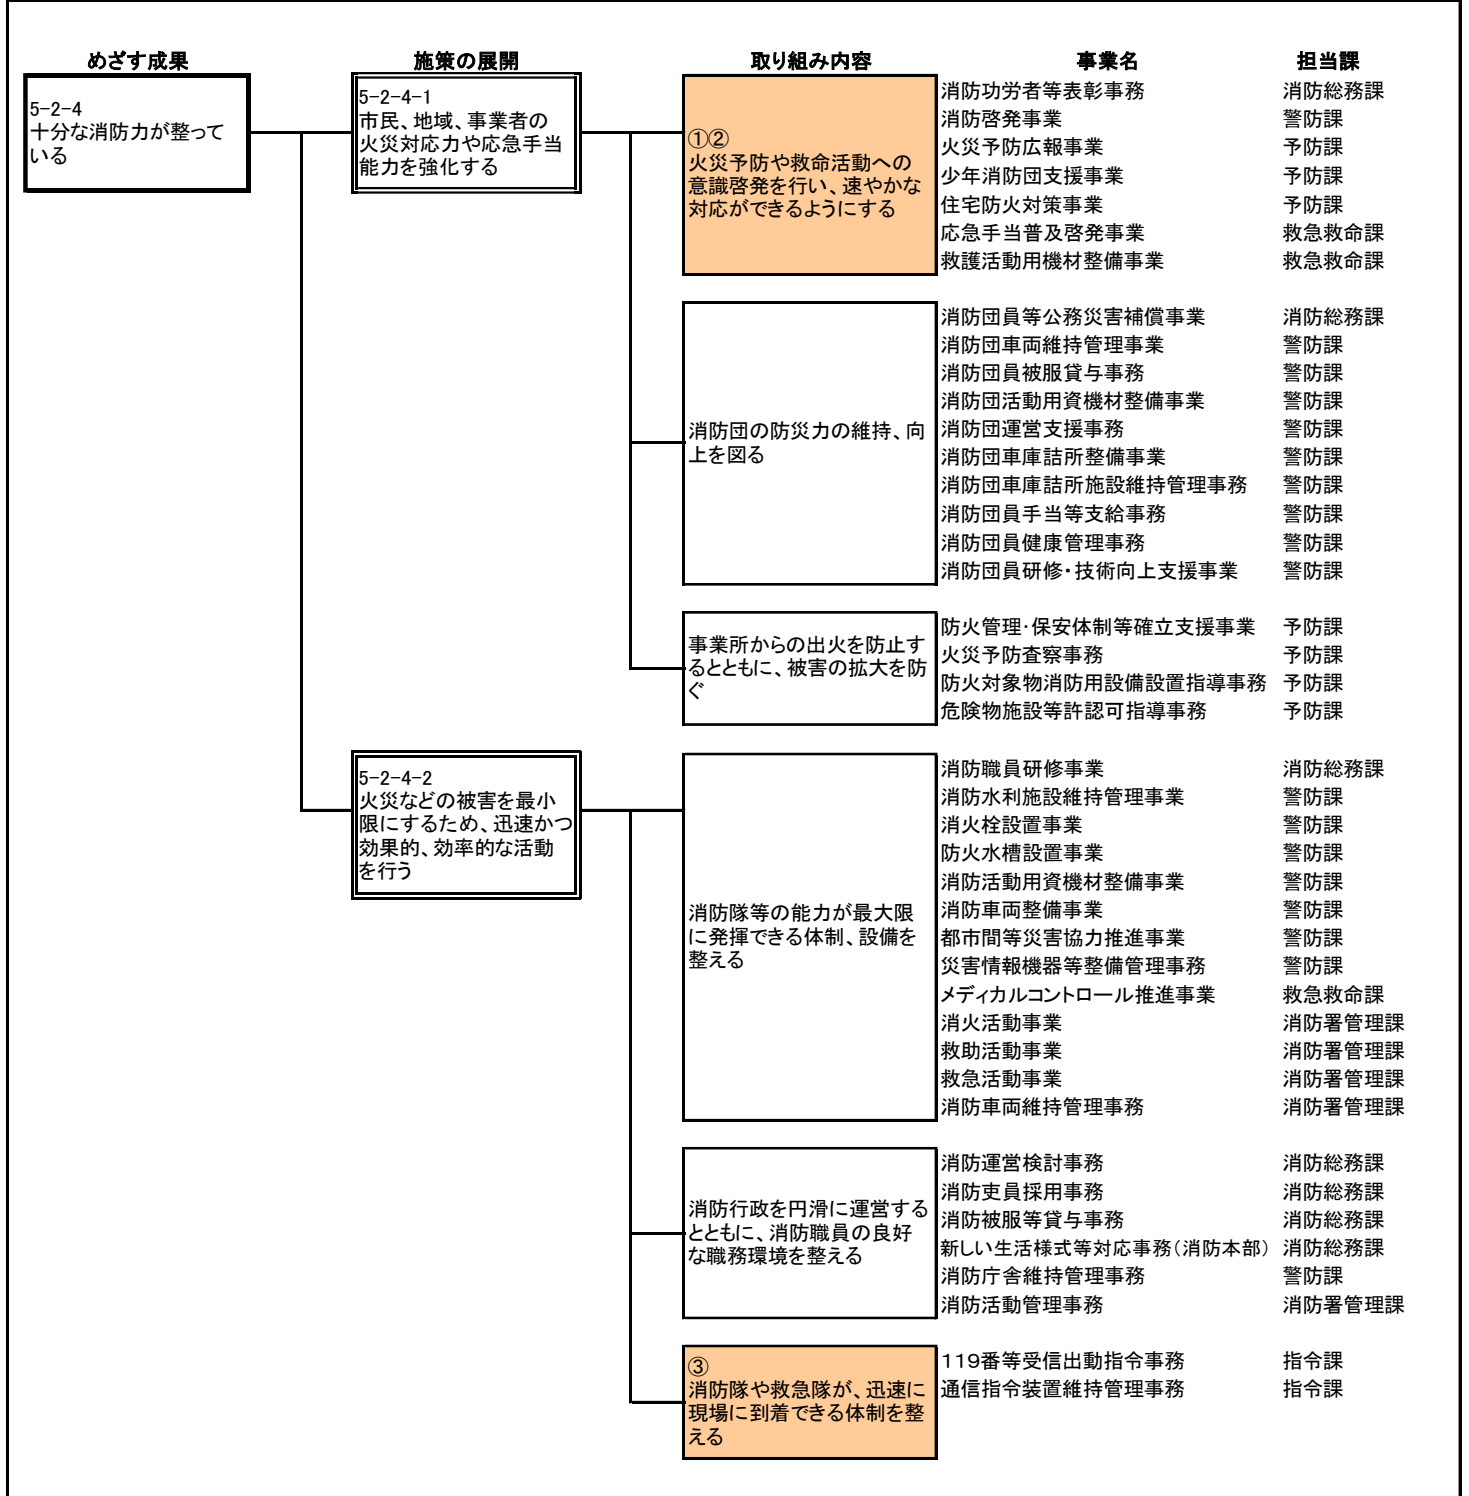 めざす成果 施策の展開 取り組み内容 事業名 担当課
5-2-4
十分な消防力が整って
いる
5-2-4-1
市民、地域、事業者の
火災対応力や応急手当
能力を強化する
①②
火災予防や救命活動への
意識啓発を行い、速やかな
対応ができるようにする
消防功労者等表彰事務 消防総務課
消防啓発事業 警防課
火災予防広報事業 予防課
少年消防団支援事業 予防課
住宅防火対策事業 予防課
応急手当普及啓発事業 救急救命課
救護活動用機材整備事業 救急救命課
消防団の防災力の維持、向
上を図る
消防団員等公務災害補償事業 消防総務課
消防団車両維持管理事業 警防課
消防団員被服貸与事務 警防課
消防団活動用資機材整備事業 警防課
消防団運営支援事務 警防課
消防団車庫詰所整備事業 警防課
消防団車庫詰所施設維持管理事務 警防課
消防団員手当等支給事務 警防課
消防団員健康管理事務 警防課
消防団員研修・技術向上支援事業 警防課
事業所からの出火を防止す
るとともに、被害の拡大を防
ぐ
防火管理・保安体制等確立支援事業 予防課
火災予防査察事務 予防課
防火対象物消防用設備設置指導事務 予防課
危険物施設等許認可指導事務 予防課
5-2-4-2
火災などの被害を最小
限にするため、迅速かつ
効果的、効率的な活動
を行う
消防隊等の能力が最大限
に発揮できる体制、設備を
整える
消防職員研修事業 消防総務課
消防水利施設維持管理事業 警防課
消火栓設置事業 警防課
防火水槽設置事業 警防課
消防活動用資機材整備事業 警防課
消防車両整備事業 警防課
都市間等災害協力推進事業 警防課
災害情報機器等整備管理事務 警防課
メディカルコントロール推進事業 救急救命課
消火活動事業 消防署管理課
救助活動事業 消防署管理課
救急活動事業 消防署管理課
消防車両維持管理事務 消防署管理課
消防行政を円滑に運営する
とともに、消防職員の良好
な職務環境を整える
消防運営検討事務 消防総務課
消防吏員採用事務 消防総務課
消防被服等貸与事務 消防総務課
新しい生活様式等対応事務（消防本部） 消防総務課
消防庁舎維持管理事務 警防課
消防活動管理事務 消防署管理課
③
消防隊や救急隊が、迅速に
現場に到着できる体制を整
える
119番等受信出動指令事務 指令課
通信指令装置維持管理事務 指令課